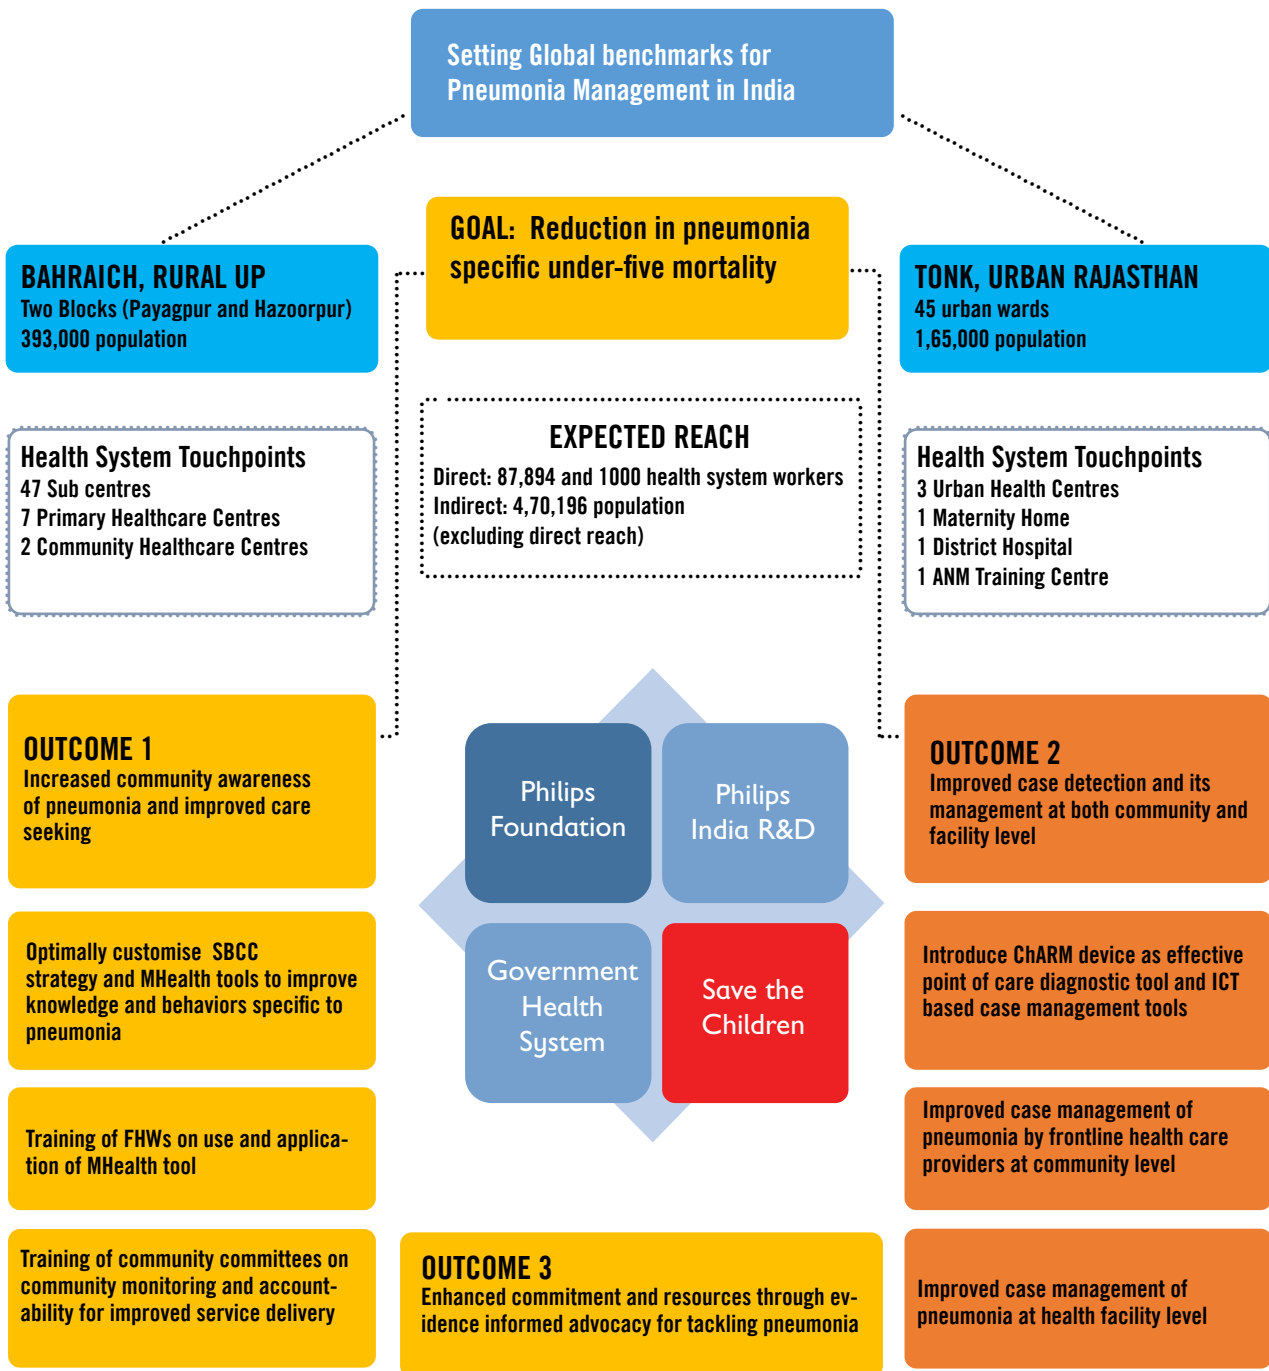 Setting Global benchmarks for
Pneumonia Management in India
GOAL: Reduction in pneumonia
specific under-five mortality
BAHRAICH, RURAL UP
Two Blocks (Payagpur and Hazoorpur)
393,000 population
TONK, URBAN RAJASTHAN
45 urban wards
1,65,000 population
Health System Touchpoints
47 Sub centres
7 Primary Healthcare Centres
2 Community Healthcare Centres
EXPECTED REACH
Direct: 87,894 and 1000 health system workers
Indirect: 4,70,196 population
(excluding direct reach)
Health System Touchpoints
3 Urban Health Centres
1 Maternity Home
1 District Hospital
1 ANM Training Centre
OUTCOME 1
Increased community awareness
of pneumonia and improved care
seeking
Optimally customise SBCC
strategy and MHealth tools to improve
knowledge and behaviors specific to
pneumonia
Training of FHWs on use and applica-
tion of MHealth tool
Training of community committees on
community monitoring and account-
ability for improved service delivery
Philips
Foundation
Philips
India R&D
Government
Health
System
Save the
Children
OUTCOME 3
Enhanced commitment and resources through ev-
idence informed advocacy for tackling pneumonia
OUTCOME 2
Improved case detection and its
management at both community and
facility level
Introduce ChARM device as effective
point of care diagnostic tool and ICT
based case management tools
Improved case management of
pneumonia by frontline health care
providers at community level
Improved case management of
pneumonia at health facility level